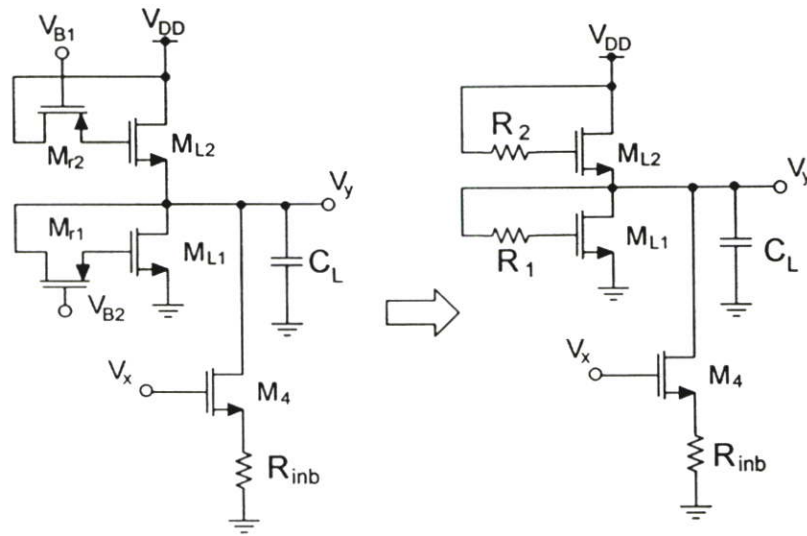 V_B1
V_DD
M_r2
M_L2
V_y
M_r1
M_L1
C_L
V_B2
V_x
M_4
R_inb
V_DD
R_2
M_L2
V_y
R_1
M_L1
C_L
V_x
M_4
R_inb